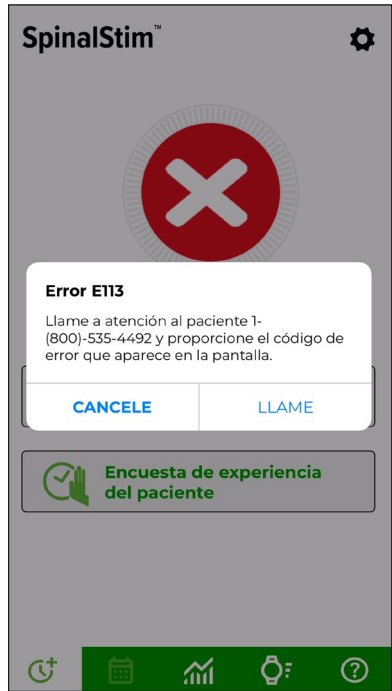 SpinalStim™
Error E113
Llame a atención al paciente 1-
(800)-535-4492 y proporcione el código de
error que aparece en la pantalla.
CANCELE
LLAME
Encuesta de experiencia
del paciente